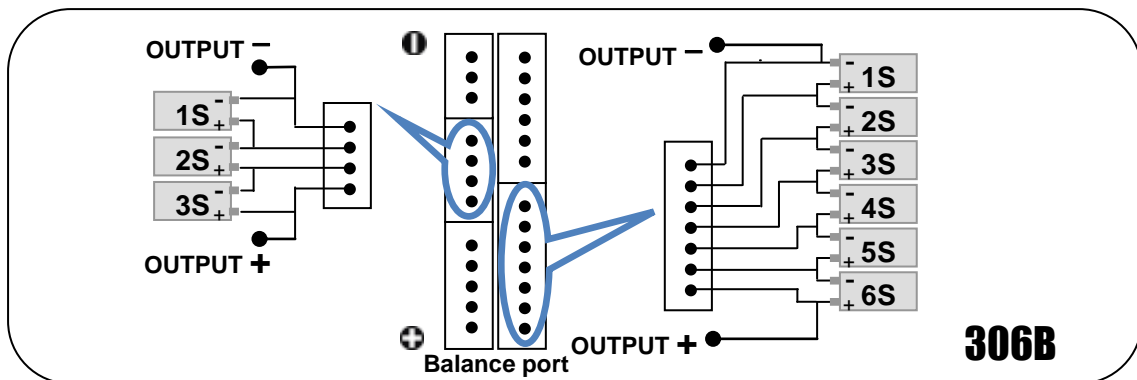 OUTPUT −
- 1S +
- 2S +
- 3S +
OUTPUT +
− +
Balance port
OUTPUT −
- 1S +
- 2S +
- 3S +
- 4S +
- 5S +
- 6S +
OUTPUT +
306B